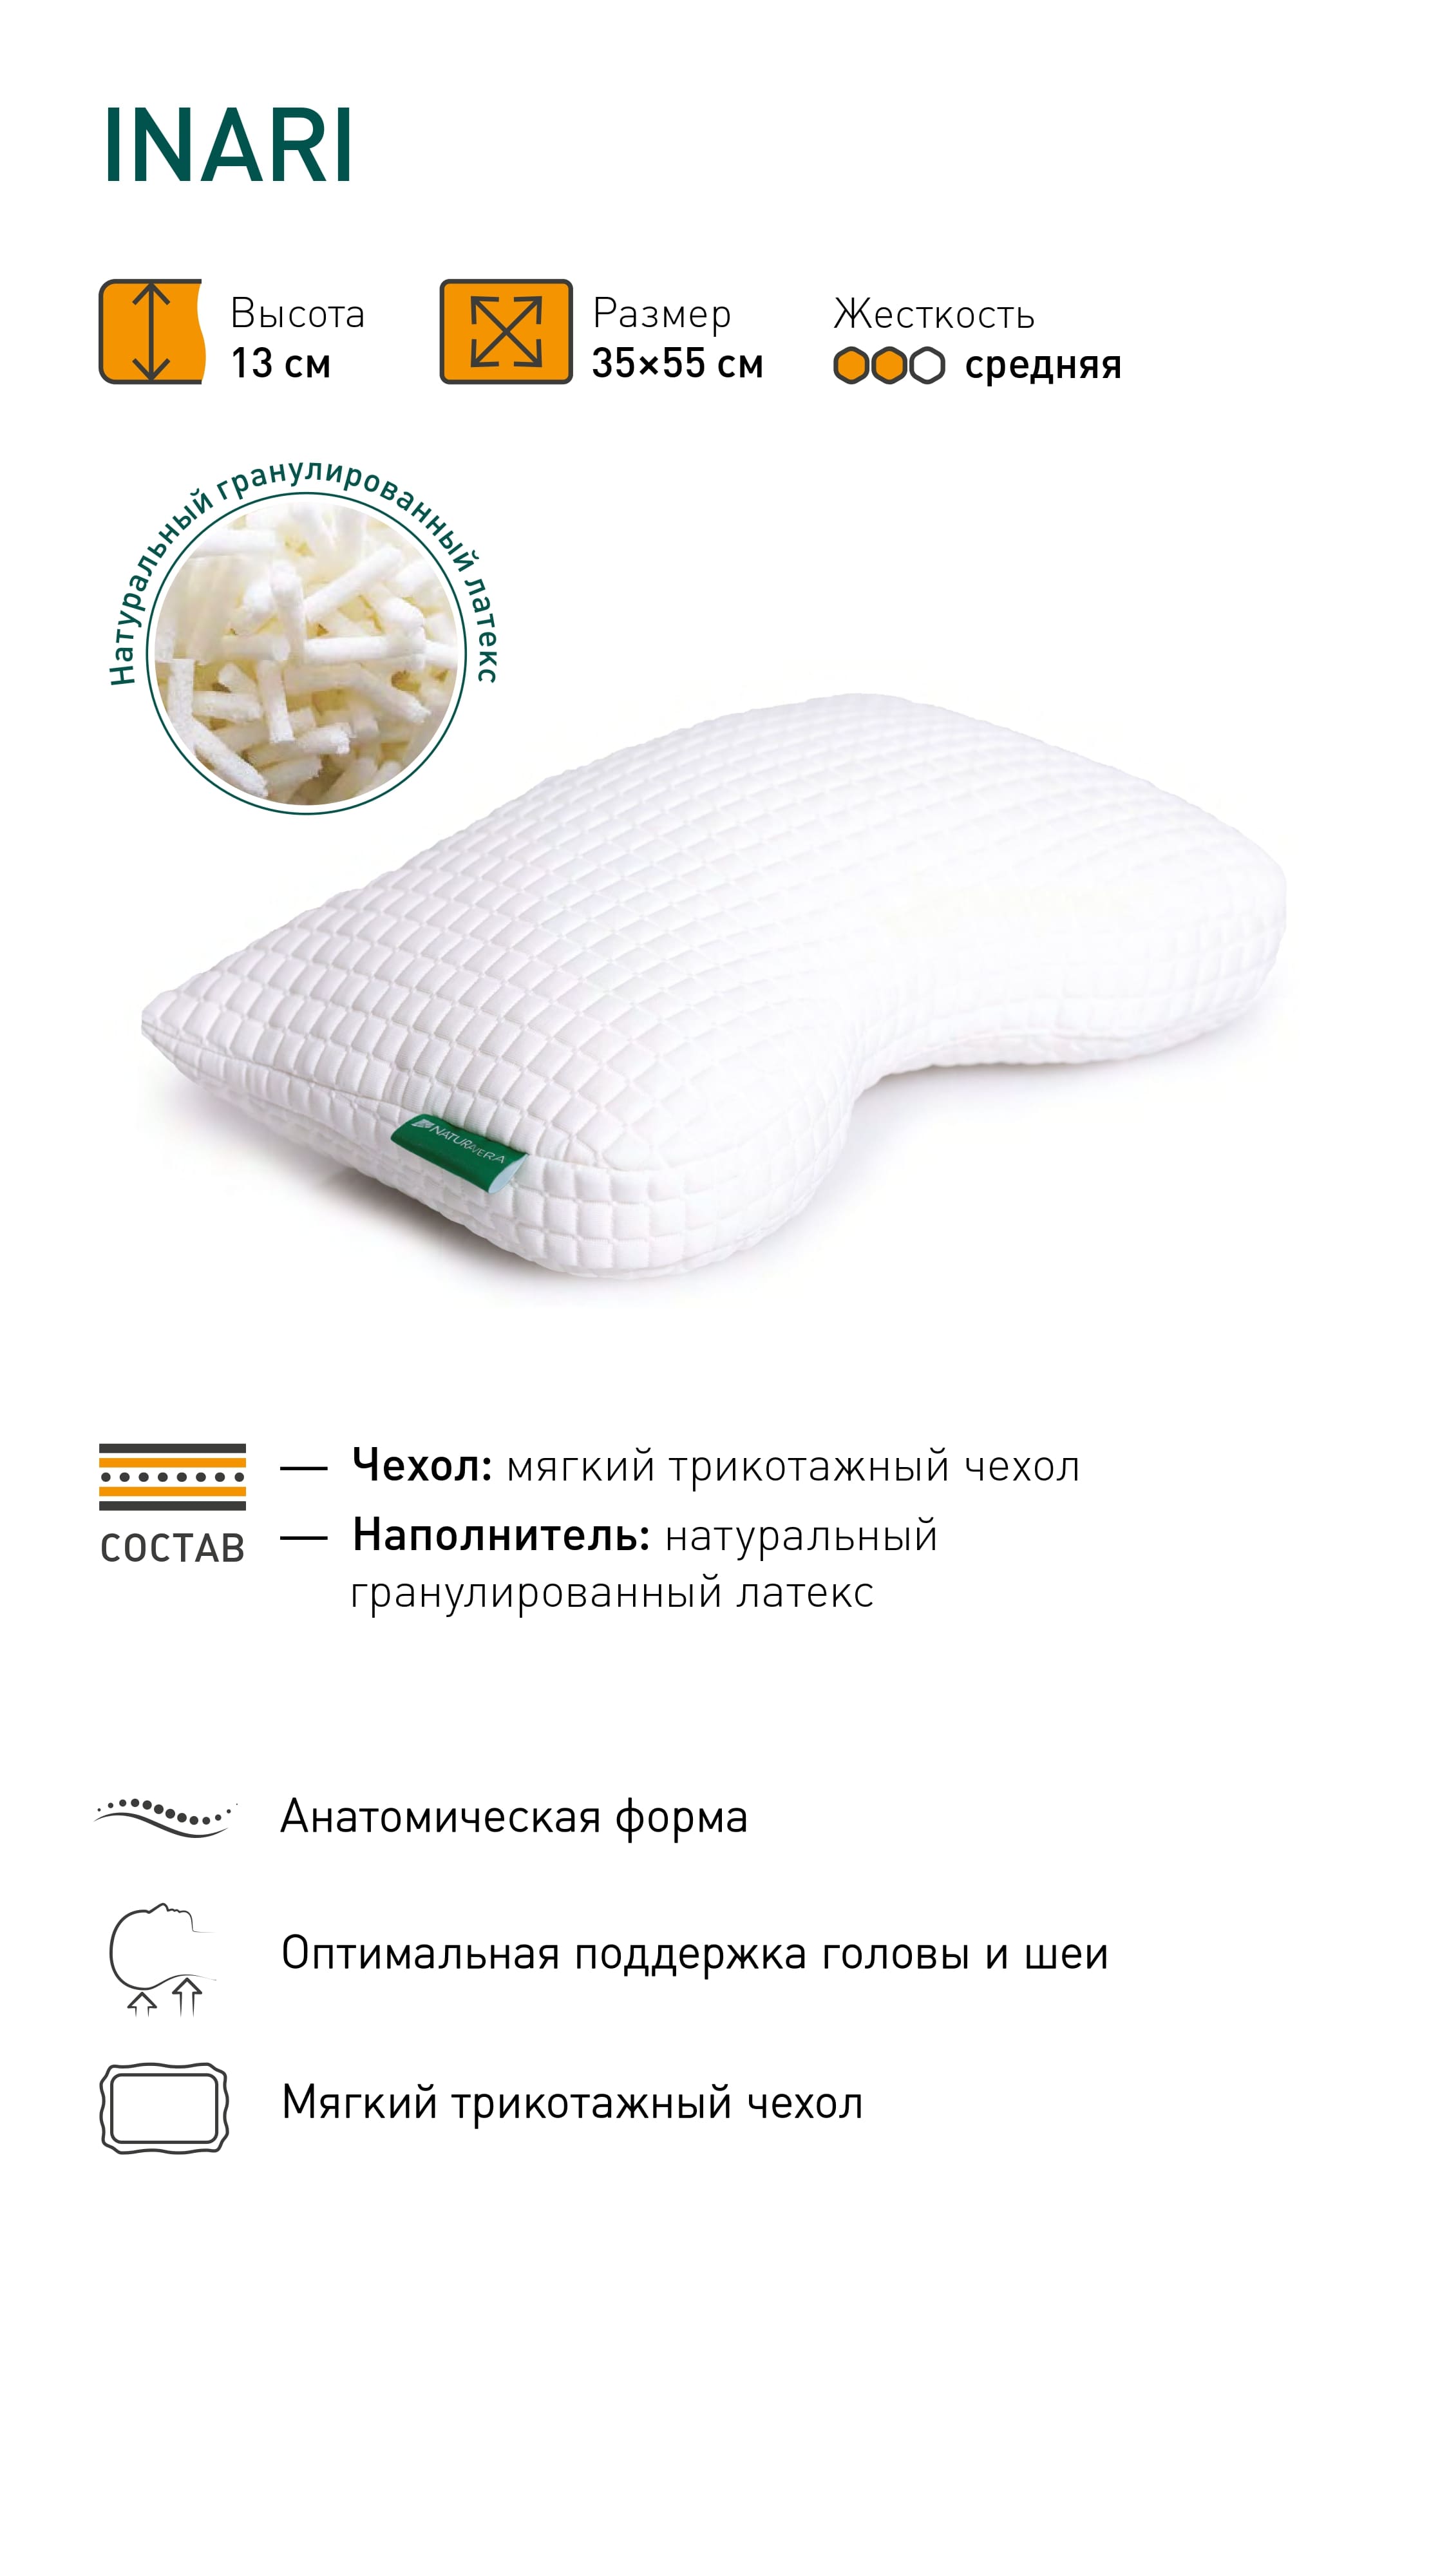 INARI
Высота
13 см
Размер
35×55 см
Жесткость
средняя
Натуральный гранулированный латекс
NATURAVERA
Чехол: мягкий трикотажный чехол
СОСТАВ
Наполнитель: натуральный
гранулированный латекс
Анатомическая форма
Оптимальная поддержка головы и шеи
Мягкий трикотажный чехол